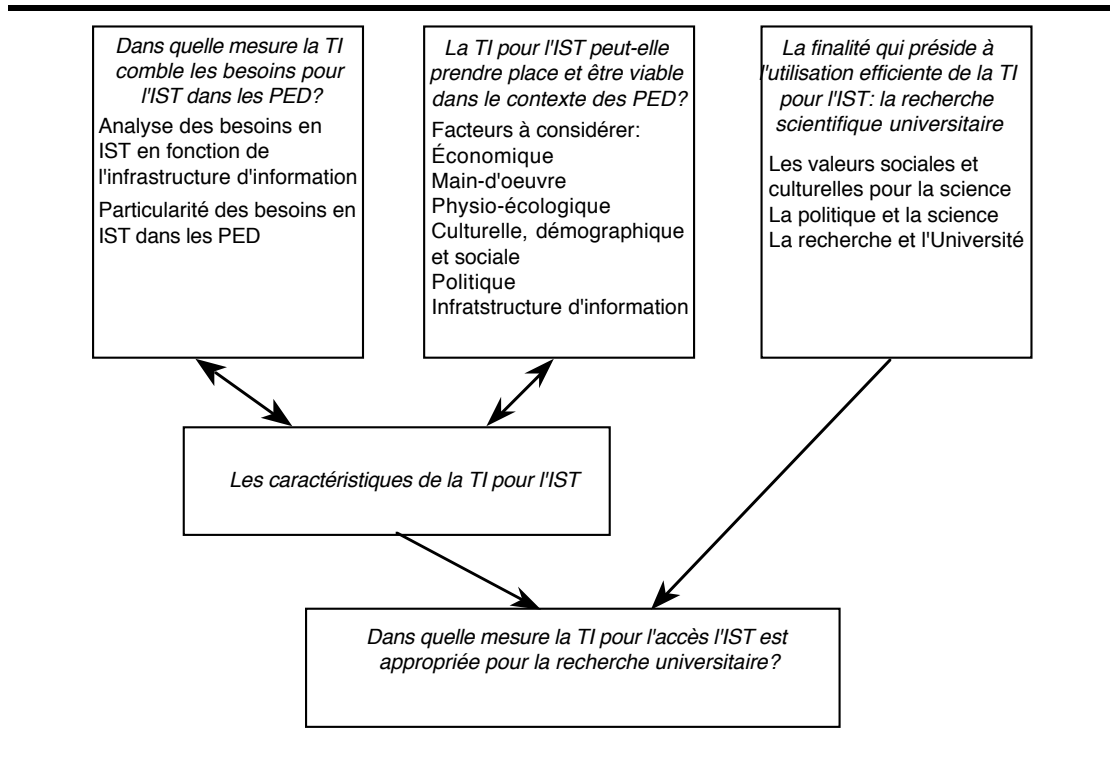 Dans quelle mesure la TI
comble les besoins pour
l'IST dans les PED?
Analyse des besoins en
IST en fonction de
l'infrastructure d'information
Particularité des besoins en
IST dans les PED
La TI pour l'IST peut-elle
prendre place et être viable
dans le contexte des PED?
Facteurs à considérer:
Économique
Main-d'oeuvre
Physio-écologique
Culturelle, démographique
et sociale
Politique
Infratstructure d'information
La finalité qui préside à
l'utilisation efficiente de la TI
pour l'IST: la recherche
scientifique universitaire
Les valeurs sociales et
culturelles pour la science
La politique et la science
La recherche et l'Université
Les caractéristiques de la TI pour l'IST
Dans quelle mesure la TI pour l'accès l'IST est
appropriée pour la recherche universitaire?